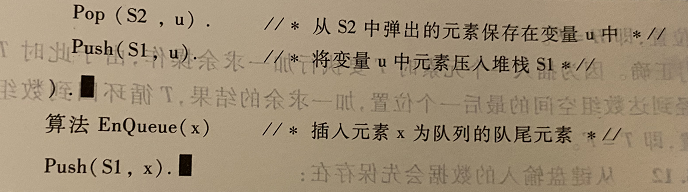 Pop (S2 , u). //* 从 S2 中弹出的元素保存在变量 u 中 *//
Push(S1, u) //* 将变量 u 中元素压入堆栈 S1 *//
). ■
算法 EnQueue(x) //* 插入元素 x 为队列的队尾元素 *//
Push(S1 , x). ■